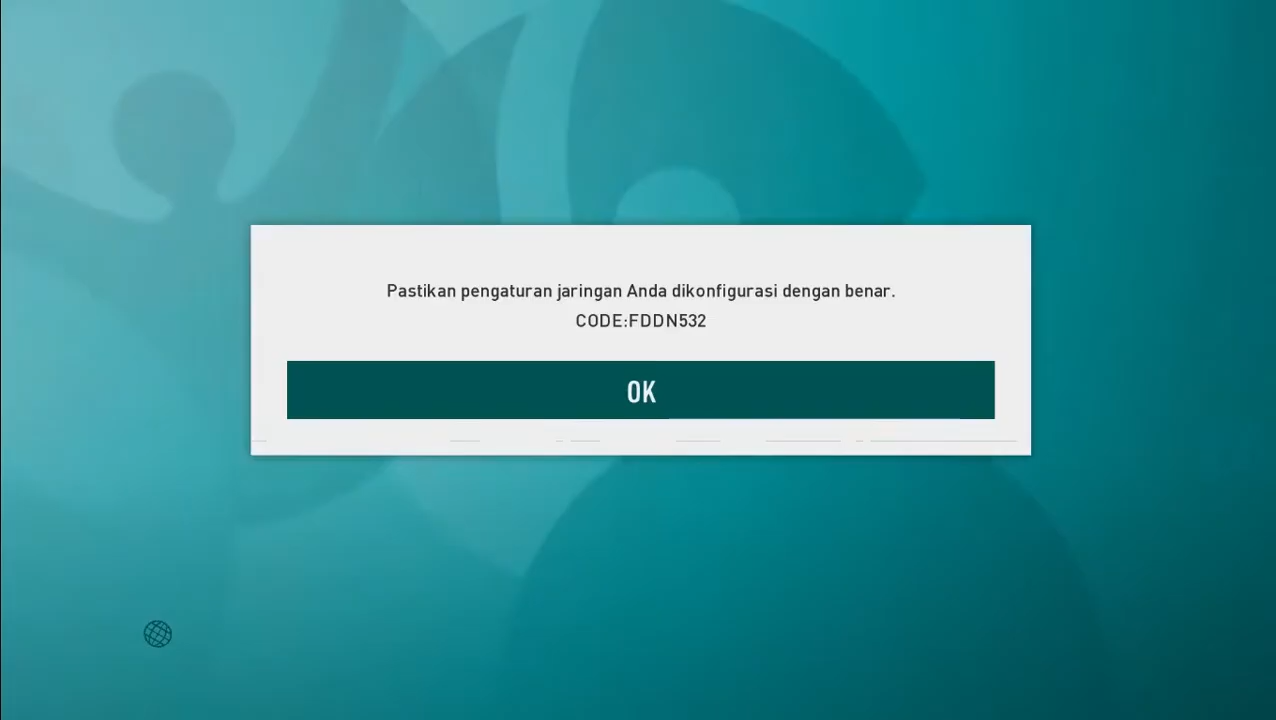 Pastikan pengaturan jaringan Anda dikonfigurasi dengan benar.
CODE:FDDN532
OK